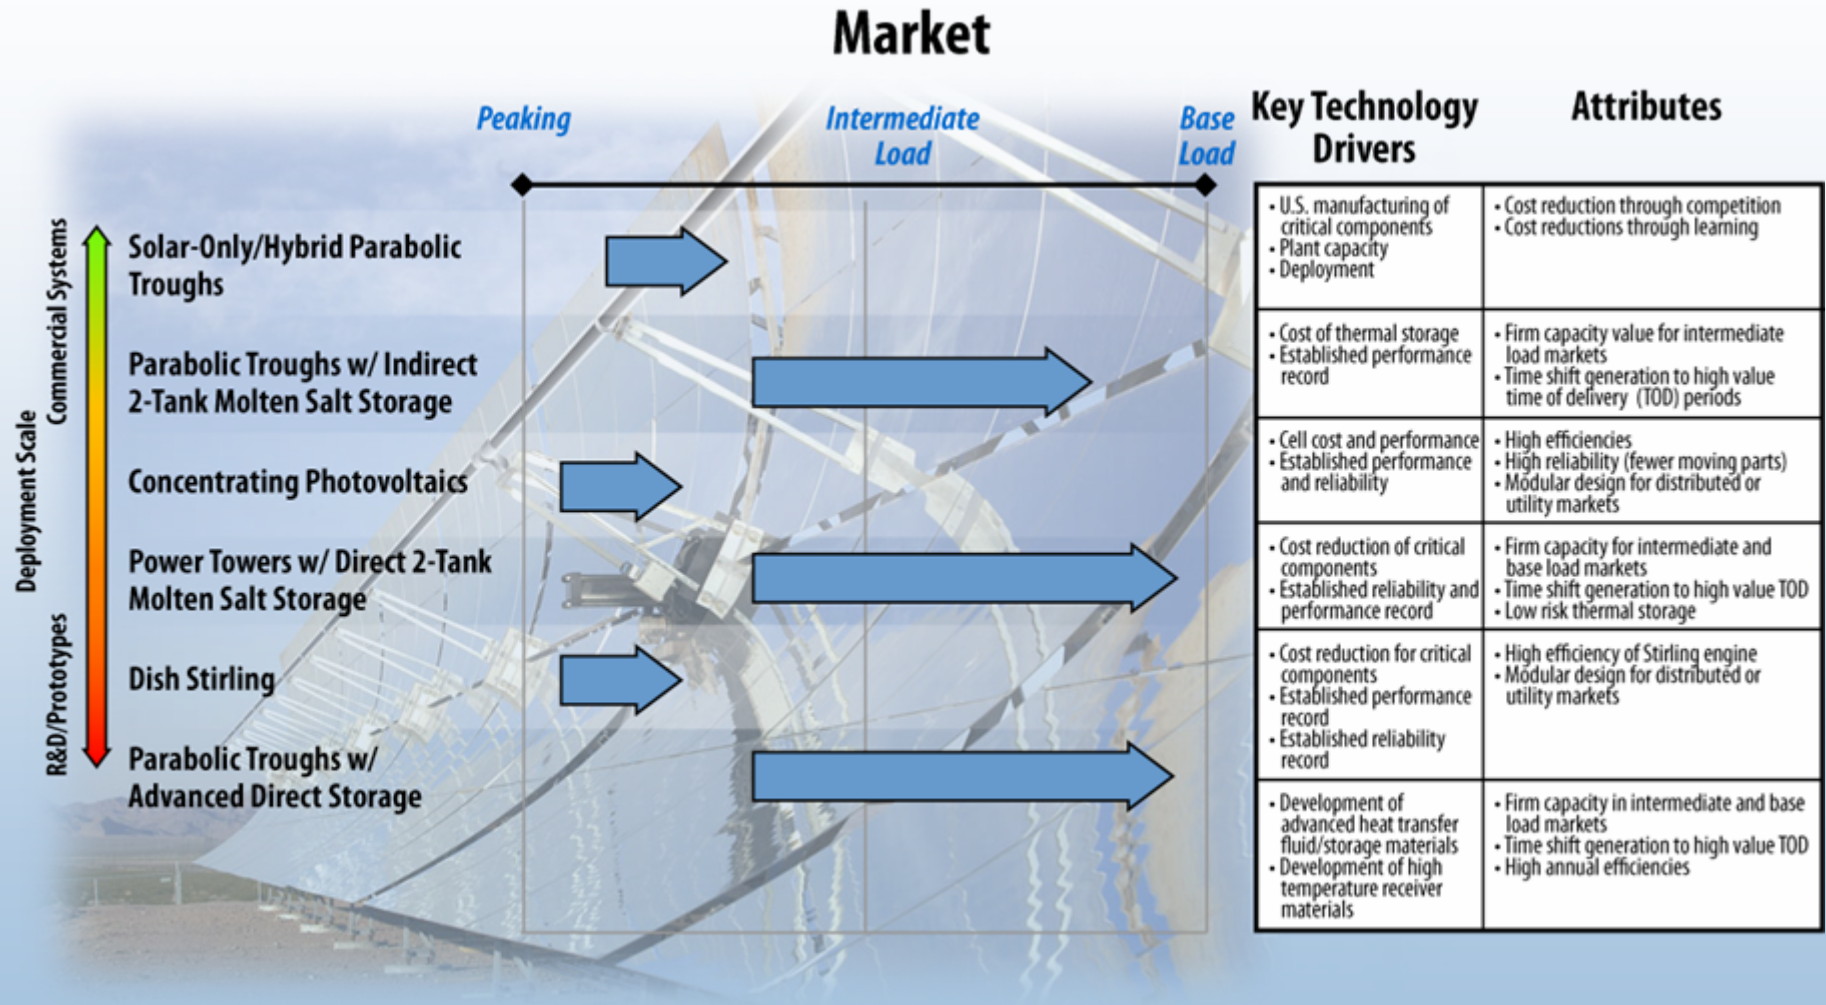 Market
Peaking
Intermediate
Load
Base
Load
Key Technology
Drivers
Attributes
Deployment Scale
Commercial Systems
R&D/Prototypes
Solar-Only/Hybrid Parabolic
Troughs
• U.S. manufacturing of
critical components
• Plant capacity
• Deployment
• Cost reduction through competition
• Cost reductions through learning
Parabolic Troughs w/ Indirect
2-Tank Molten Salt Storage
• Cost of thermal storage
• Established performance
record
• Firm capacity value for intermediate
load markets
• Time shift generation to high value
time of delivery (TOD) periods
Concentrating Photovoltaics
• Cell cost and performance
• Established performance
and reliability
• High efficiencies
• High reliability (fewer moving parts)
• Modular design for distributed or
utility markets
Power Towers w/ Direct 2-Tank
Molten Salt Storage
• Cost reduction of critical
components
• Established reliability and
performance record
• Firm capacity for intermediate and
base load markets
• Time shift generation to high value TOD
• Low risk thermal storage
Dish Stirling
• Cost reduction for critical
components
• Established performance
record
• Established reliability
record
• High efficiency of Stirling engine
• Modular design for distributed or
utility markets
Parabolic Troughs w/
Advanced Direct Storage
• Development of
advanced heat transfer
fluid/storage materials
• Development of high
temperature receiver
materials
• Firm capacity in intermediate and base
load markets
• Time shift generation to high value TOD
• High annual efficiencies